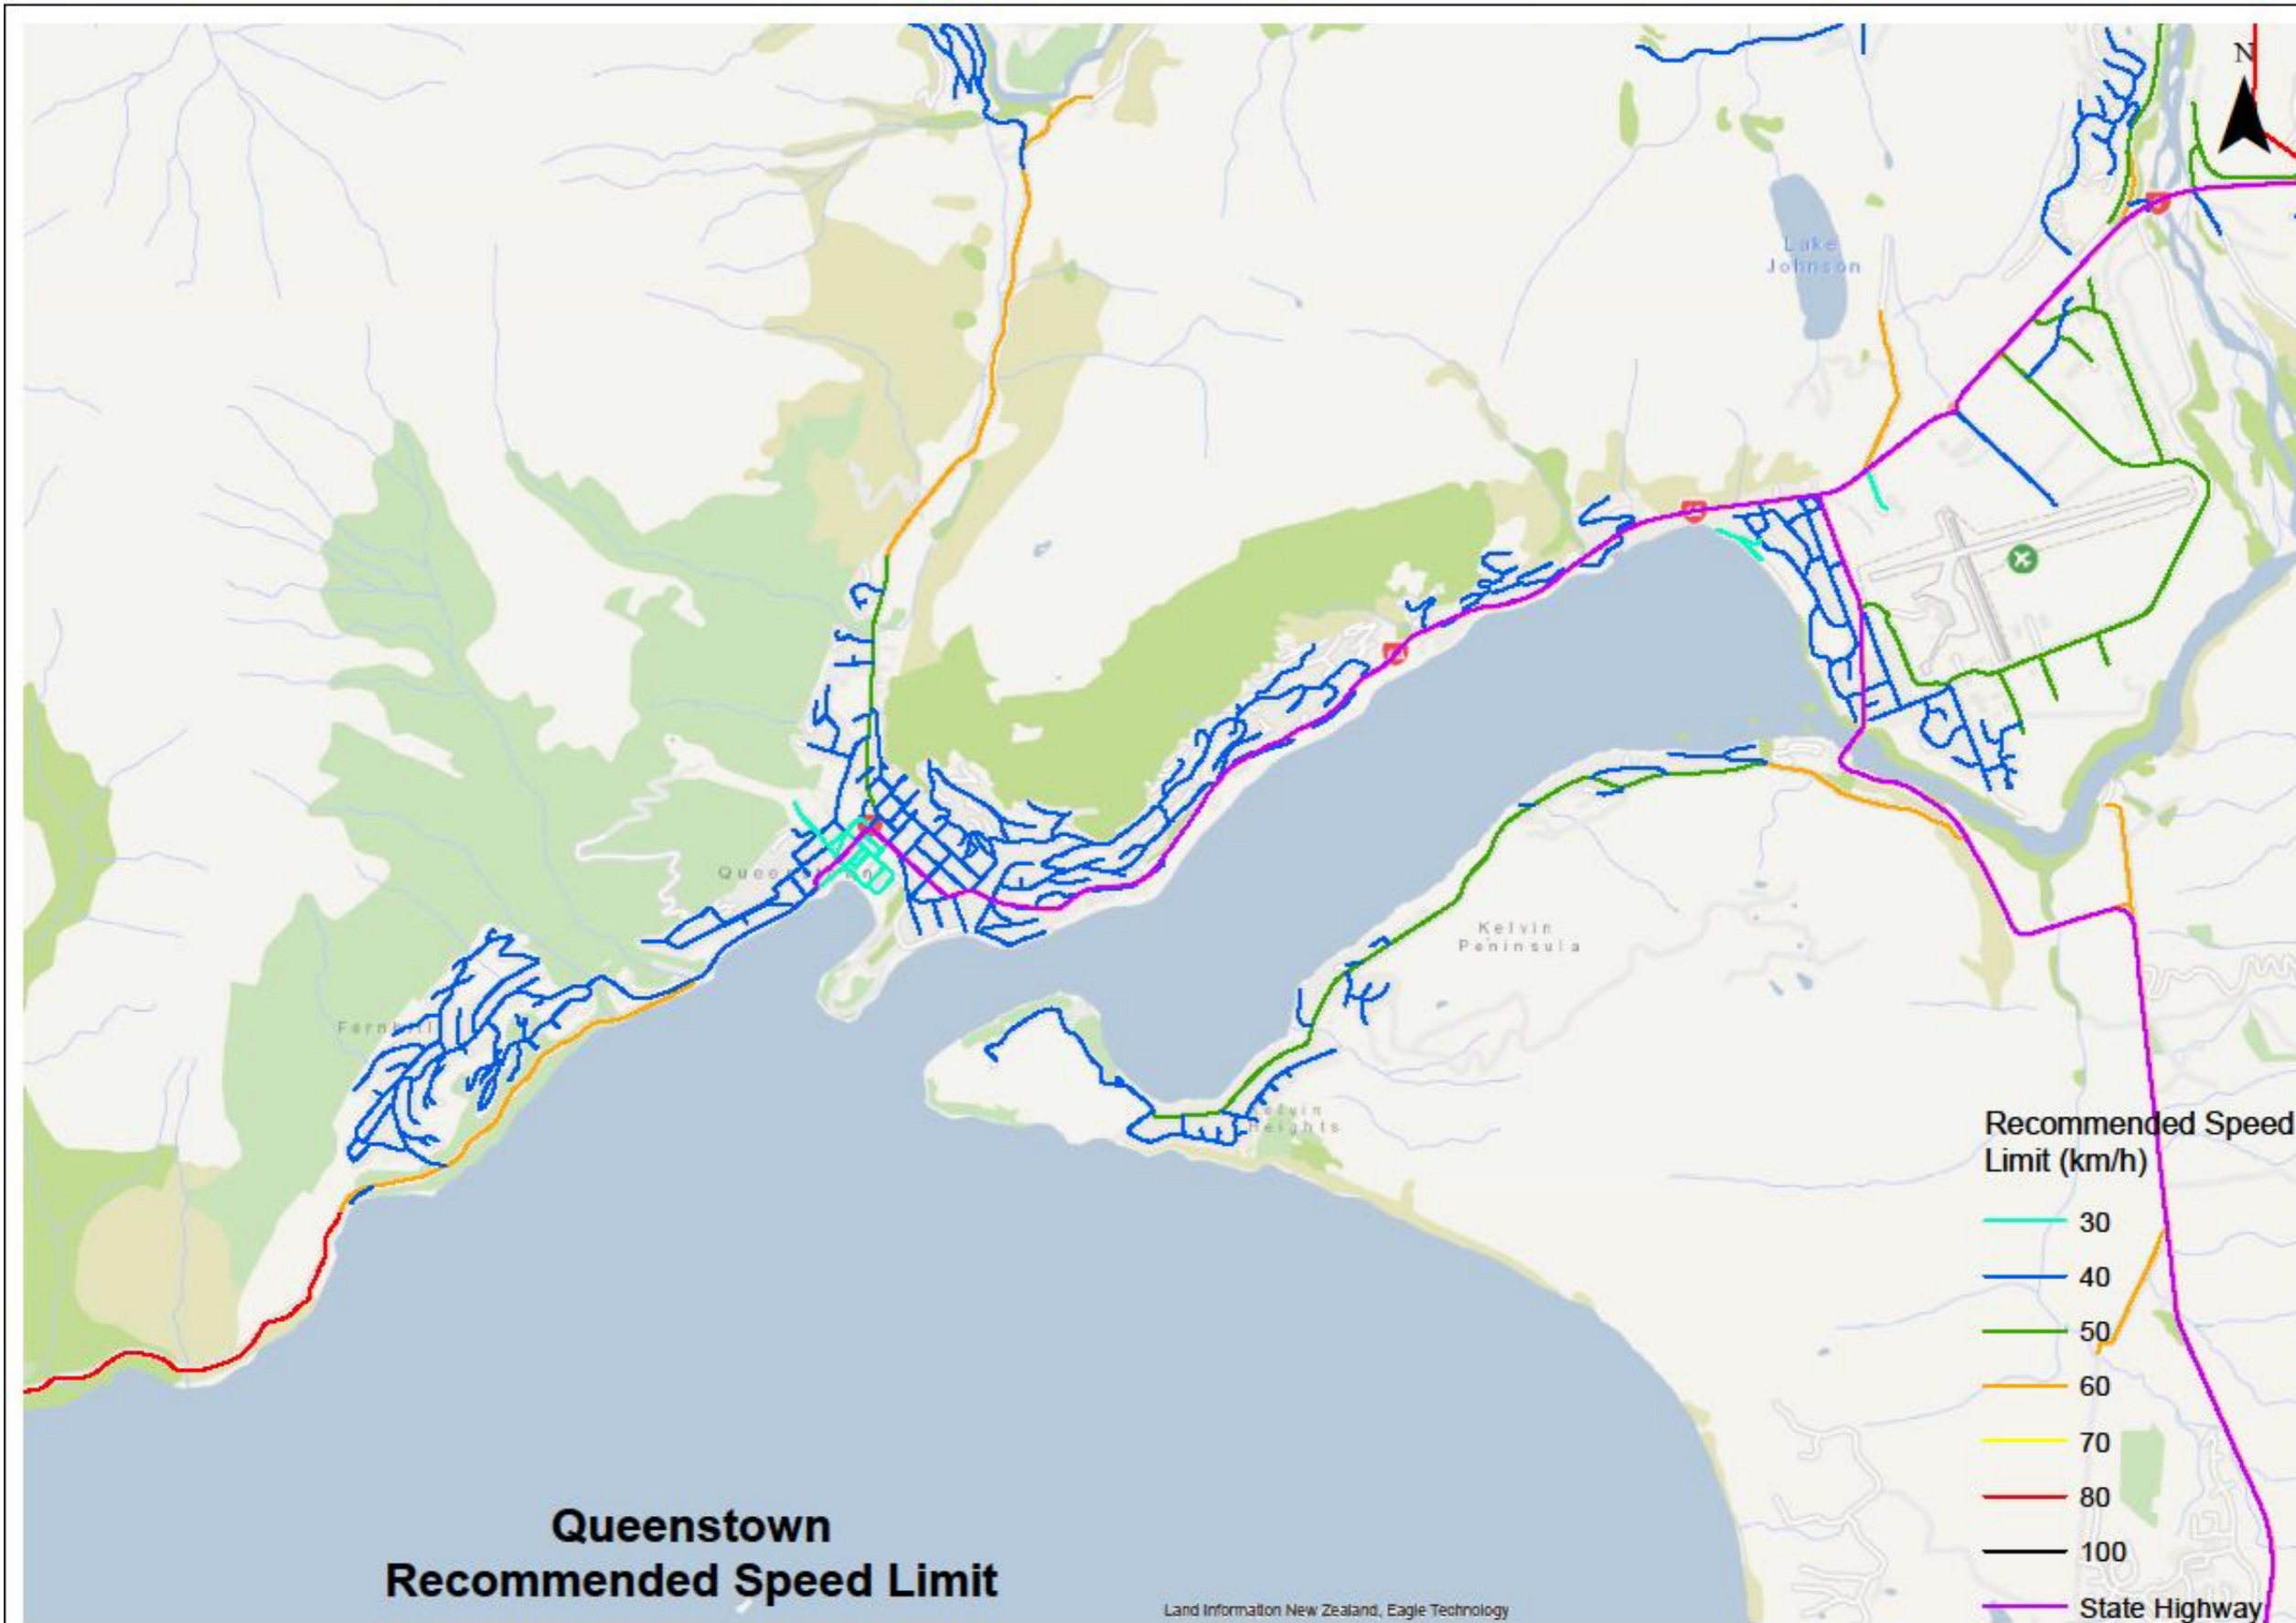 N
Lake
Johnson
Kelvin
Peninsula
Fernhill
Heights
Recommended Speed
Limit (km/h)
30
40
50
60
70
80
100
State Highway
Queenstown
Recommended Speed Limit
Land Information New Zealand, Eagle Technology